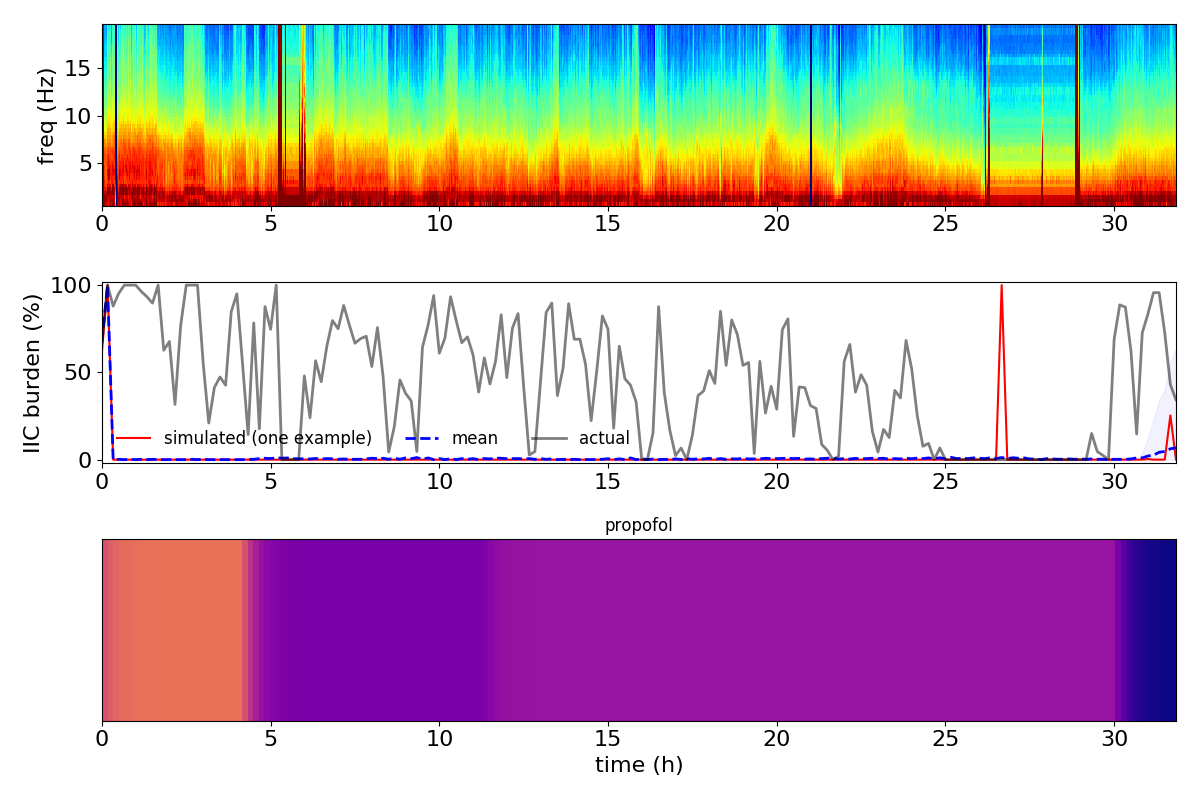 15
10
5
freq (Hz)
0 5 10 15 20 25 30
100
50
0
IIC burden (%)
simulated (one example) mean actual
0 5 10 15 20 25 30
propofol
0 5 10 15 20 25 30
time (h)